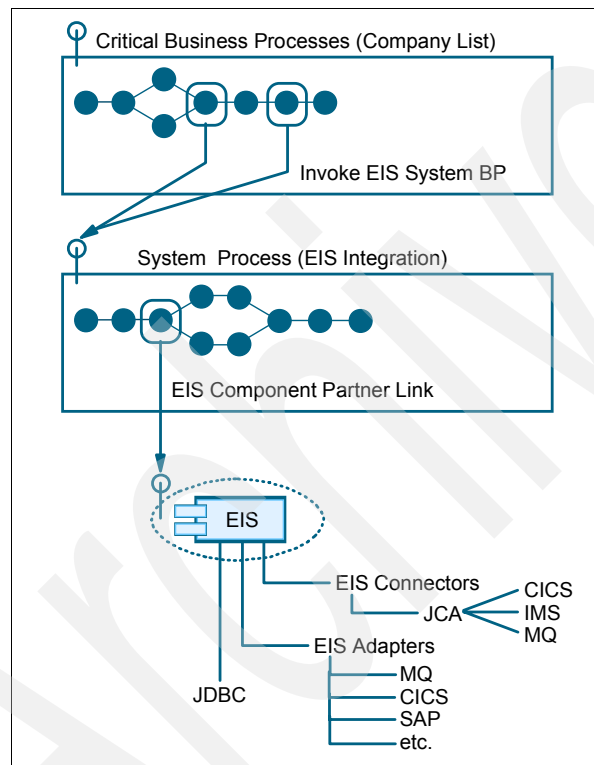 Critical Business Processes (Company List)
Invoke EIS System BP
System Process (EIS Integration)
EIS Component Partner Link
EIS
EIS Connectors
JCA
CICS
IMS
MQ
EIS Adapters
JDBC
MQ
CICS
SAP
etc.